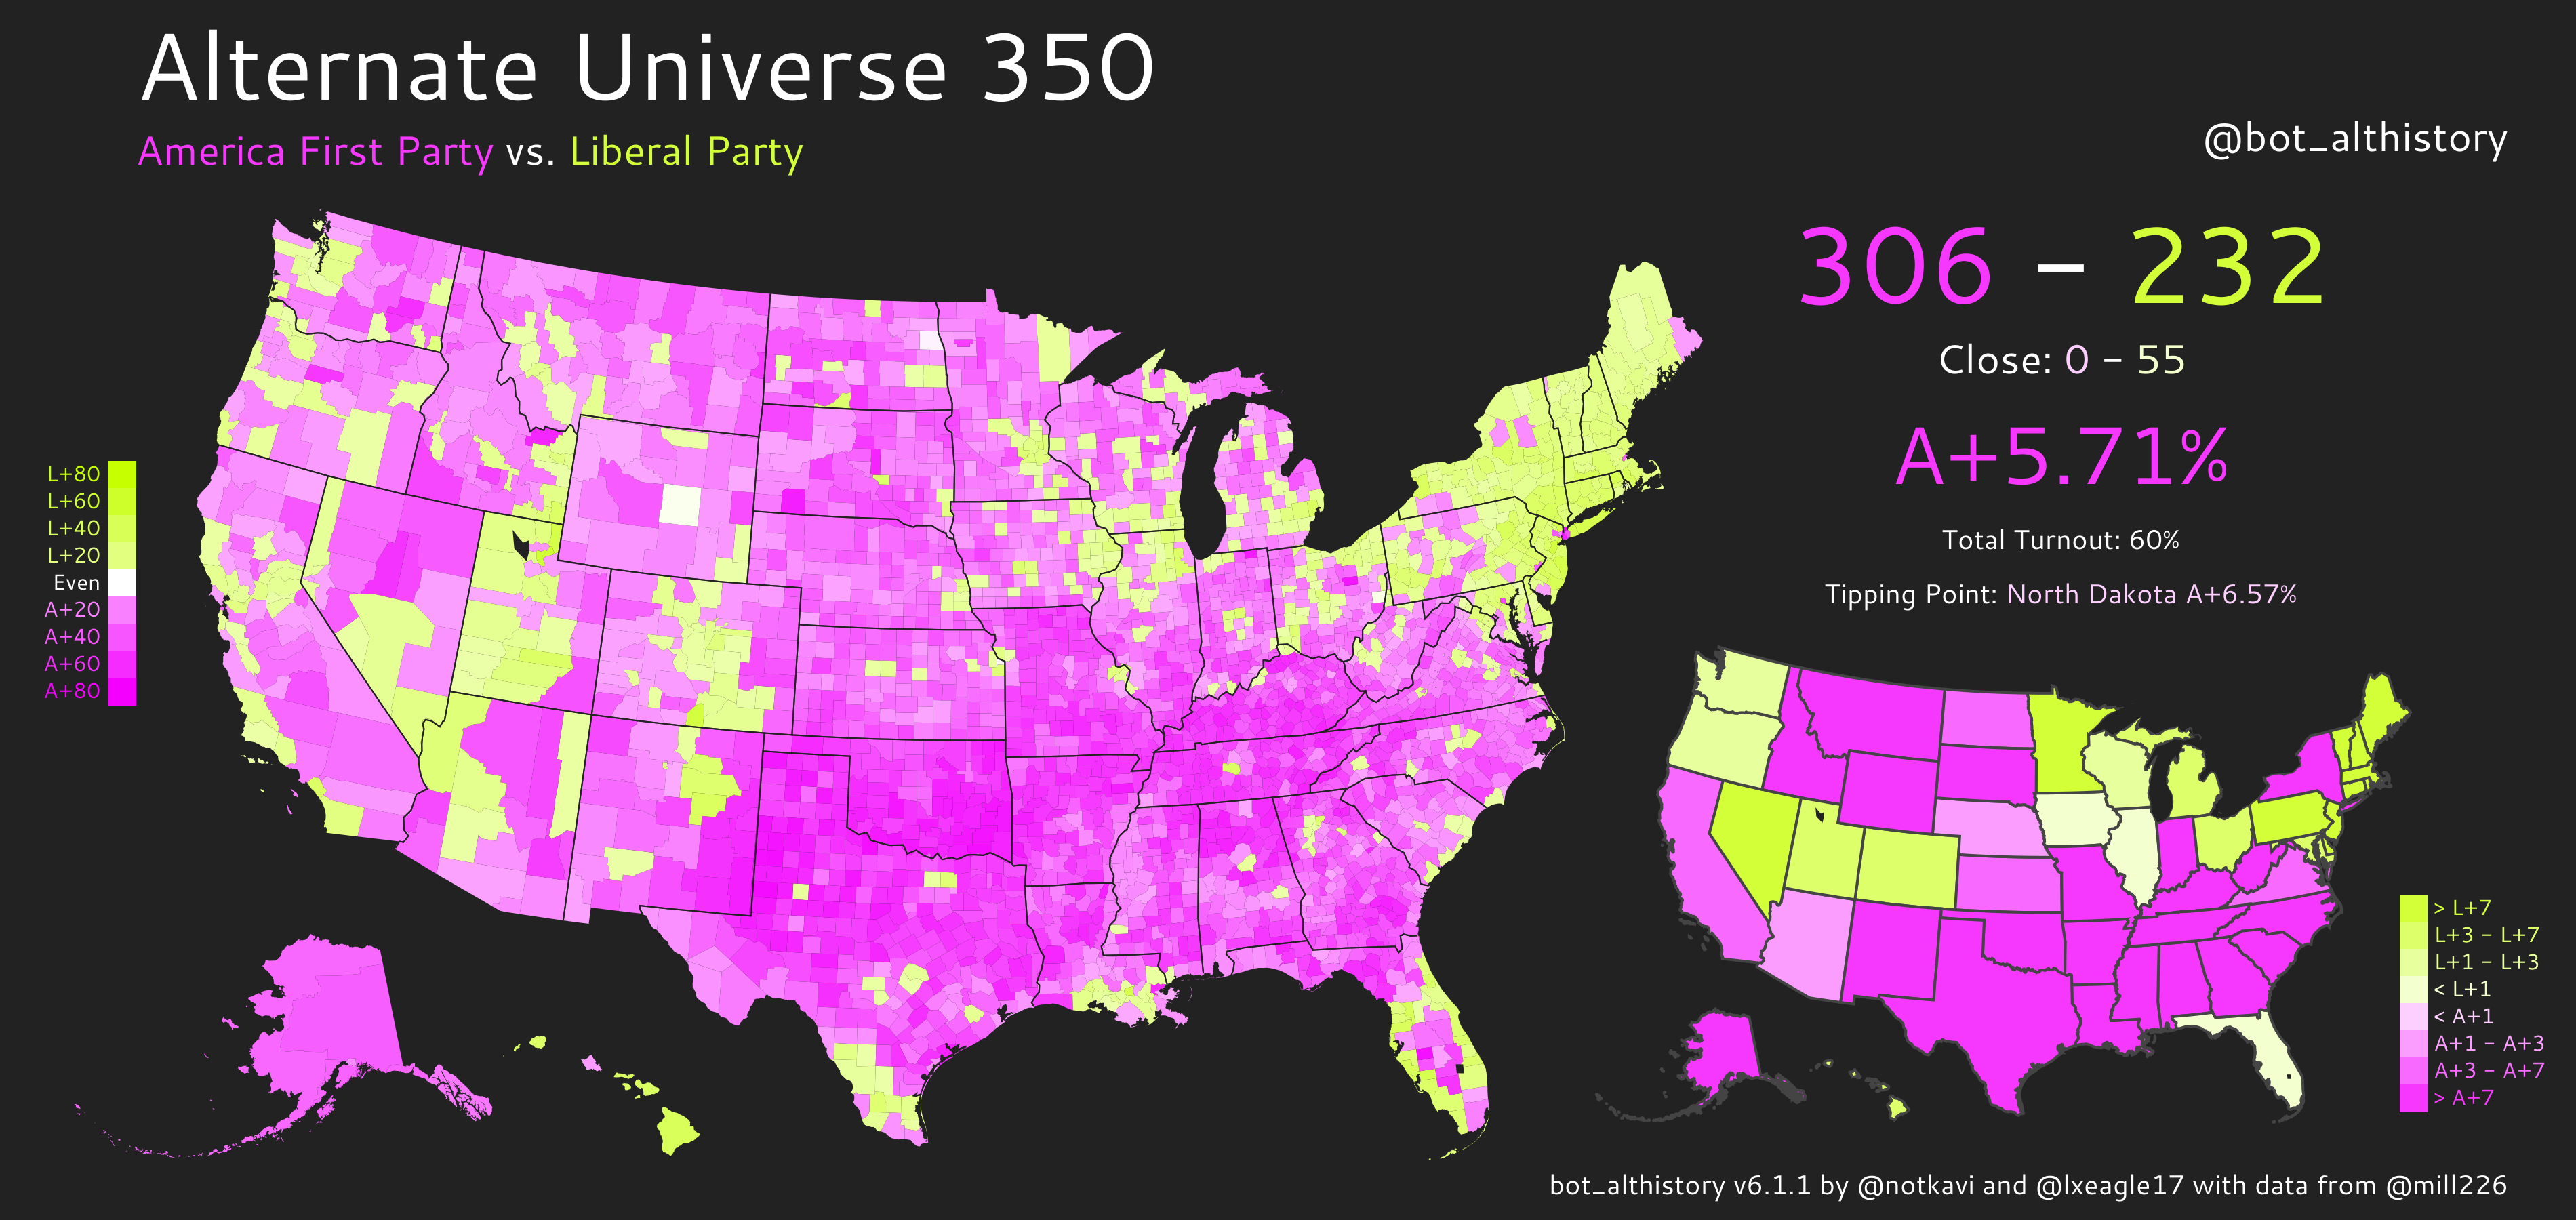 Alternate Universe 350
America First Party vs. Liberal Party
@bot_althistory
306 - 232
Close: 0 - 55
A+5.71%
Total Turnout: 60%
Tipping Point: North Dakota A+6.57%
L+80
L+60
L+40
L+20
Even
A+20
A+40
A+60
A+80
> L+7
L+3 - L+7
L+1 - L+3
< L+1
< A+1
A+1 - A+3
A+3 - A+7
> A+7
bot_althistory v6.1.1 by @notkavi and @lxeagle17 with data from @mill226